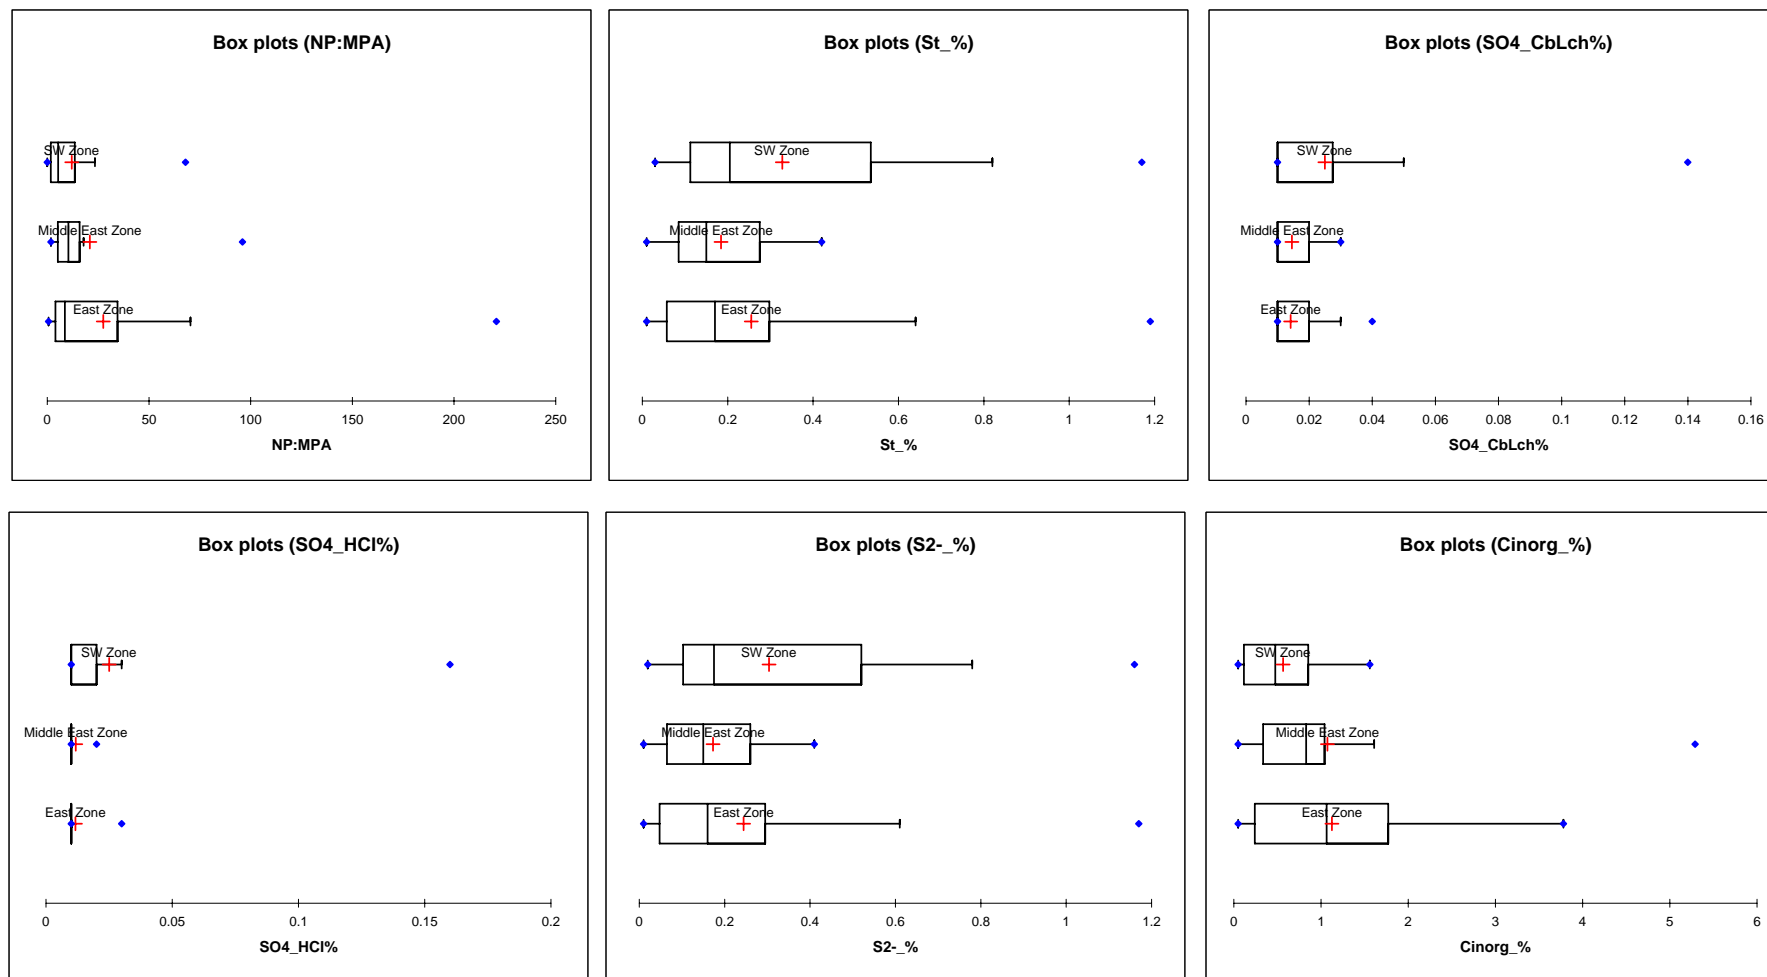 Box plots (NP:MPA)
SW Zone
Middle East Zone
East Zone
0 50 100 150 200 250
NP:MPA
Box plots (St_%)
SW Zone
Middle East Zone
East Zone
0 0.2 0.4 0.6 0.8 1 1.2
St_%
Box plots (SO4_CbLch%)
SW Zone
Middle East Zone
East Zone
0 0.02 0.04 0.06 0.08 0.1 0.12 0.14 0.16
SO4_CbLch%
Box plots (SO4_HCl%)
SW Zone
Middle East Zone
East Zone
0 0.05 0.1 0.15 0.2
SO4_HCl%
Box plots (S2-_%)
SW Zone
Middle East Zone
East Zone
0 0.2 0.4 0.6 0.8 1 1.2
S2-_%
Box plots (Cinorg_%)
SW Zone
Middle East Zone
East Zone
0 1 2 3 4 5 6
Cinorg_%